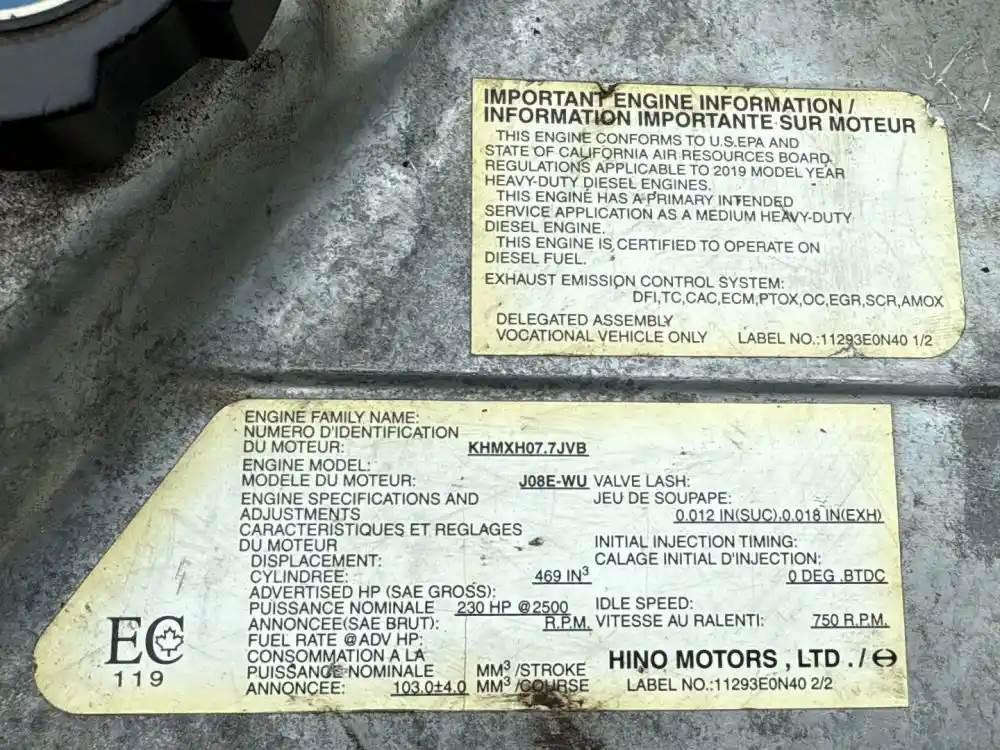 IMPORTANT ENGINE INFORMATION /
INFORMATION IMPORTANTE SUR MOTEUR
THIS ENGINE CONFORMS TO U.S.EPA AND
STATE OF CALIFORNIA AIR RESOURCES BOARD.
REGULATIONS APPLICABLE TO 2019 MODEL YEAR
HEAVY-DUTY DIESEL ENGINES.
THIS ENGINE HAS A PRIMARY INTENDED
SERVICE APPLICATION AS A MEDIUM HEAVY-DUTY
DIESEL ENGINE.
THIS ENGINE IS CERTIFIED TO OPERATE ON
DIESEL FUEL.
EXHAUST EMISSION CONTROL SYSTEM:
DFI,TC,CAC,ECM,PTOX,OC,EGR,SCR,AMOX
DELEGATED ASSEMBLY
VOCATIONAL VEHICLE ONLY LABEL NO.:11293E0N40 1/2
ENGINE FAMILY NAME:
NUMERO D'IDENTIFICATION
DU MOTEUR: KHMXH07.7JVB
ENGINE MODEL:
MODELE DU MOTEUR: J08E-WU
ENGINE SPECIFICATIONS AND
ADJUSTMENTS
CARACTERISTIQUES ET REGLAGES
DU MOTEUR
DISPLACEMENT:
CYLINDREE: 469 IN³
ADVERTISED HP (SAE GROSS):
PUISSANCE NOMINALE 230 HP @2500
ANNONCEE(SAE BRUT): R.P.M.
FUEL RATE @ADV HP:
CONSOMMATION A LA
PUISSANCE NOMINALE MM³ /STROKE
ANNONCEE: 103.0±4.0 MM³ /COURSE
VALVE LASH:
JEU DE SOUPAPE:
0.012 IN(SUC),0.018 IN(EXH)
INITIAL INJECTION TIMING:
CALAGE INITIAL D'INJECTION:
0 DEG .BTDC
IDLE SPEED:
VITESSE AU RALENTI: 750 R.P.M.
HINO MOTORS , LTD . /
LABEL NO.:11293E0N40 2/2
EC
119